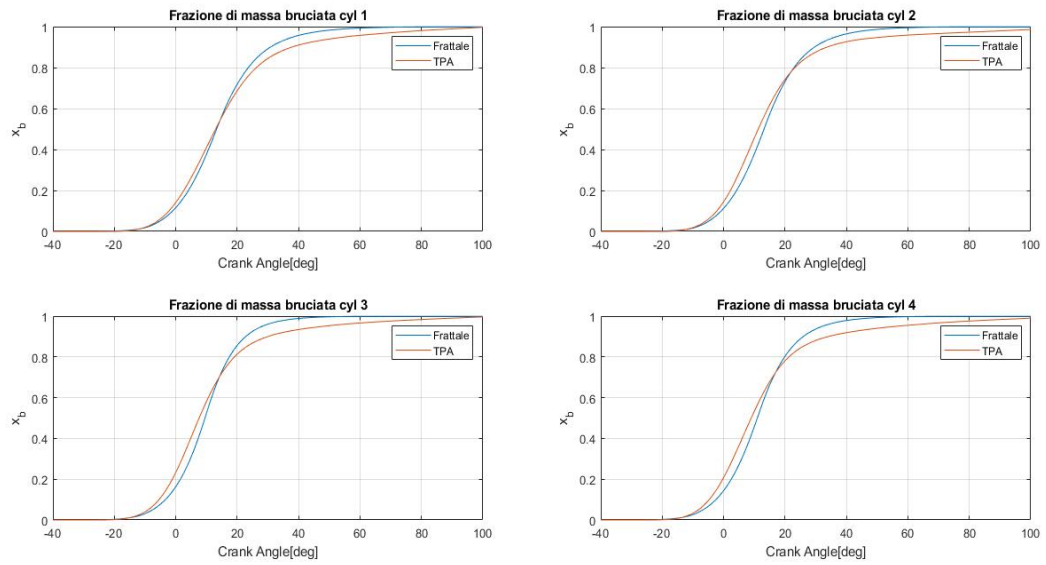 Frazione di massa bruciata cyl 1
1
0.8
0.6
0.4
0.2
0
x_b
-40 -20 0 20 40 60 80 100
Crank Angle[deg]
Frattale
TPA
Frazione di massa bruciata cyl 2
1
0.8
0.6
0.4
0.2
0
x_b
-40 -20 0 20 40 60 80 100
Crank Angle[deg]
Frattale
TPA
Frazione di massa bruciata cyl 3
1
0.8
0.6
0.4
0.2
0
x_b
-40 -20 0 20 40 60 80 100
Crank Angle[deg]
Frattale
TPA
Frazione di massa bruciata cyl 4
1
0.8
0.6
0.4
0.2
0
x_b
-40 -20 0 20 40 60 80 100
Crank Angle[deg]
Frattale
TPA